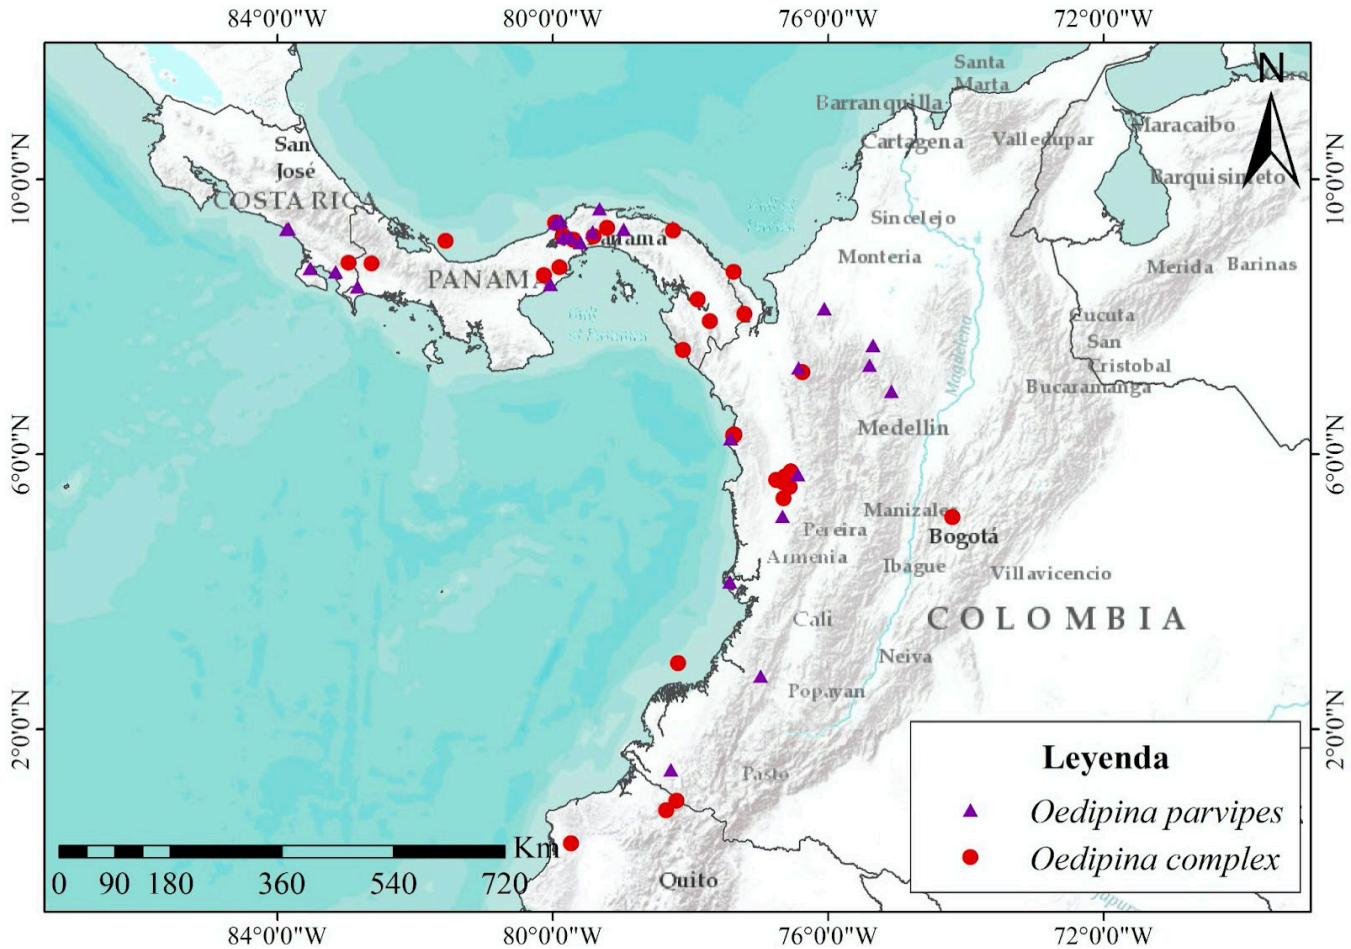 84°0'0"W 80°0'0"W 76°0'0"W 72°0'0"W
N
Santa
Marta
Barranquilla
Cartagena
Valledupar
Maracaibo
Barquisimeto
10°0'0"N
10°0'0"N
San
José
COSTA RICA
Sincelejo
Monteria
Merida
Barinas
PANAM
Gulf
of Panama
Cucuta
San
Cristobal
Bucaramanga
Magdelena
Medellin
6°0'0"N
6°0'0"N
Manizales
Pereira
Bogotá
Armenia
Ibague
Villavicencio
Cali
COLOMBIA
Neiva
Popayan
2°0'0"N
2°0'0"N
Pasto
Quito
Leyenda
Oedipina parvipes
Oedipina complex
Km
0 90 180 360 540 720
84°0'0"W 80°0'0"W 76°0'0"W 72°0'0"W